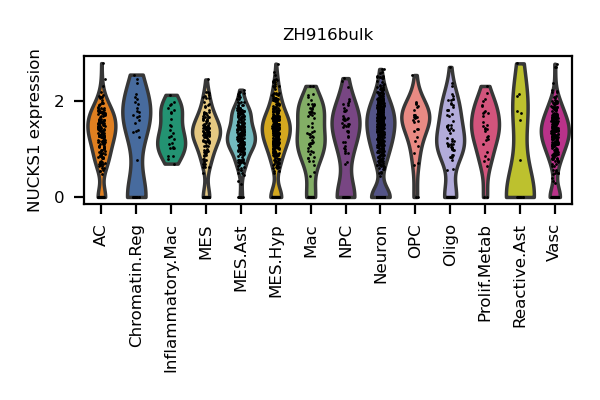 ZH916bulk
NUCKS1 expression
2
0
AC
Chromatin.Reg
Inflammatory.Mac
MES
MES.Ast
MES.Hyp
Mac
NPC
Neuron
OPC
Oligo
Prolif.Metab
Reactive.Ast
Vasc